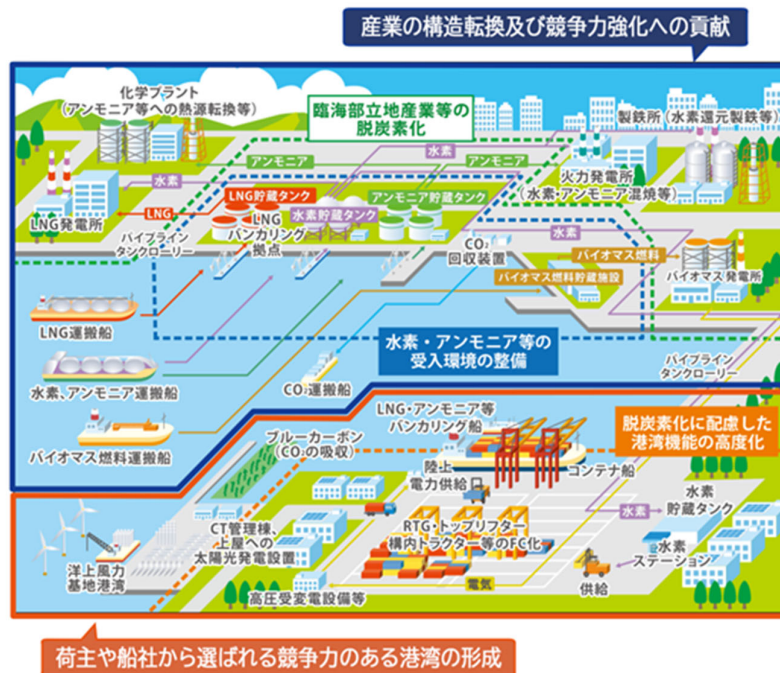 産業の構造転換及び競争力強化への貢献
化学プラント
(アンモニア等への熱源転換等)
臨海部立地産業等の
脱炭素化
製鉄所(水素還元製鉄等)
アンモニア
水素
アンモニア
火力発電所
(水素・アンモニア混焼等)
水素
LNG貯蔵タンク
アンモニア貯蔵タンク
LNG発電所
LNG
LNG
バンカリング
拠点
水素貯蔵タンク
パイプライン
タンクローリー
CO₂
回収装置
水素
バイオマス燃料
バイオマス燃料貯蔵施設
バイオマス発電所
LNG運搬船
水素・アンモニア等の
受入環境の整備
パイプライン
タンクローリー
水素、アンモニア運搬船
CO₂運搬船
LNG・アンモニア等
バンカリング船
脱炭素化に配慮した
港湾機能の高度化
バイオマス燃料運搬船
ブルーカーボン
(CO₂の吸収)
陸上
電力供給
コンテナ船
水素
貯蔵タンク
水素
CT管理棟、
上屋への
太陽光発電設置
RTG・トップリフター
構内トラクター等のFC化
水素
ステーション
洋上風力
基地港湾
高圧受変電設備等
電気
供給
荷主や船社から選ばれる競争力のある港湾の形成